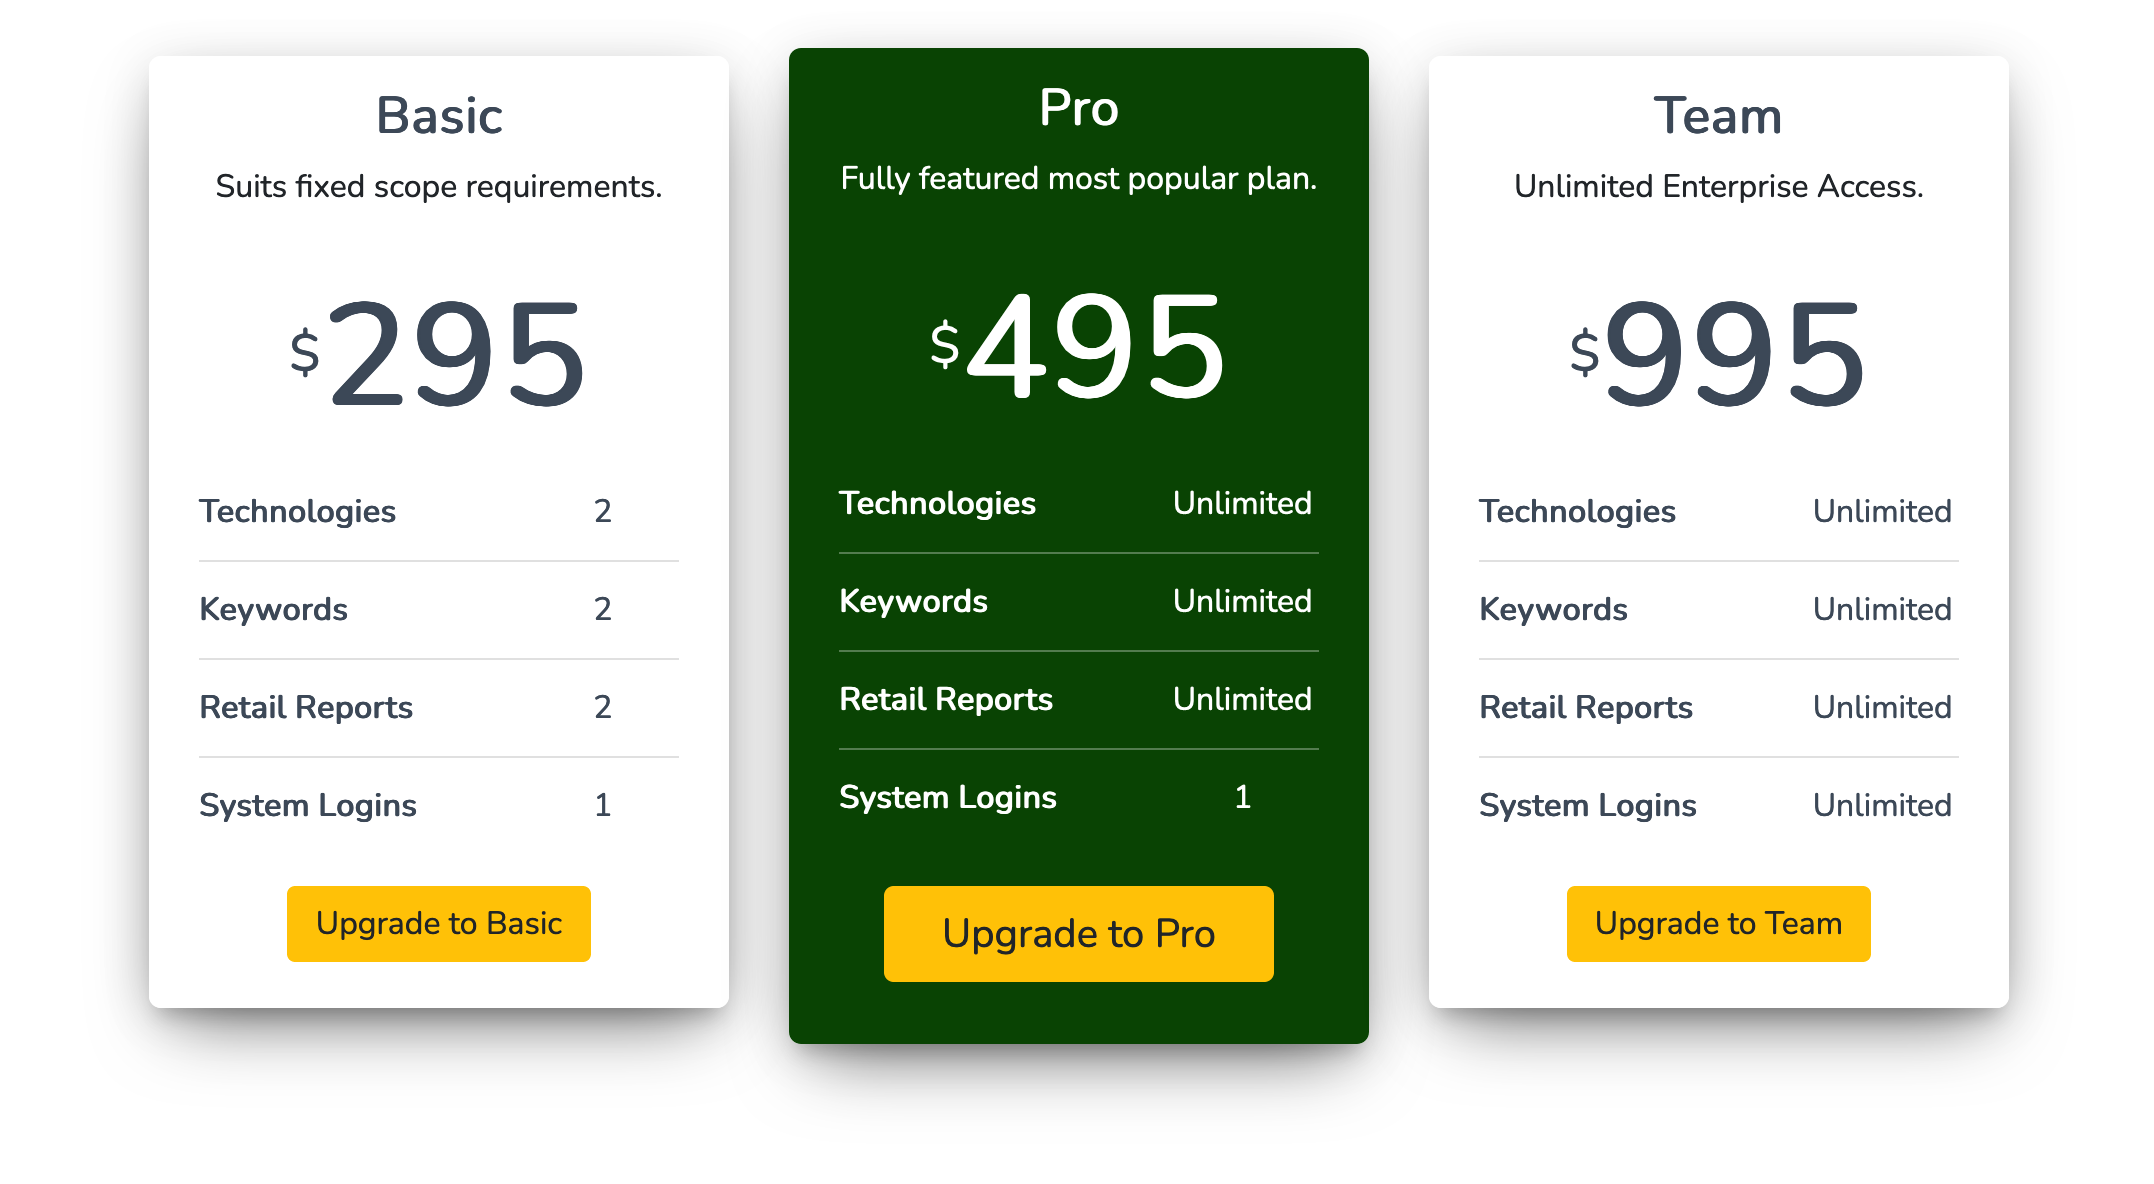 Basic
Suits fixed scope requirements.
$295
Technologies 2
Keywords 2
Retail Reports 2
System Logins 1
Upgrade to Basic
Pro
Fully featured most popular plan.
$495
Technologies Unlimited
Keywords Unlimited
Retail Reports Unlimited
System Logins 1
Upgrade to Pro
Team
Unlimited Enterprise Access.
$995
Technologies Unlimited
Keywords Unlimited
Retail Reports Unlimited
System Logins Unlimited
Upgrade to Team